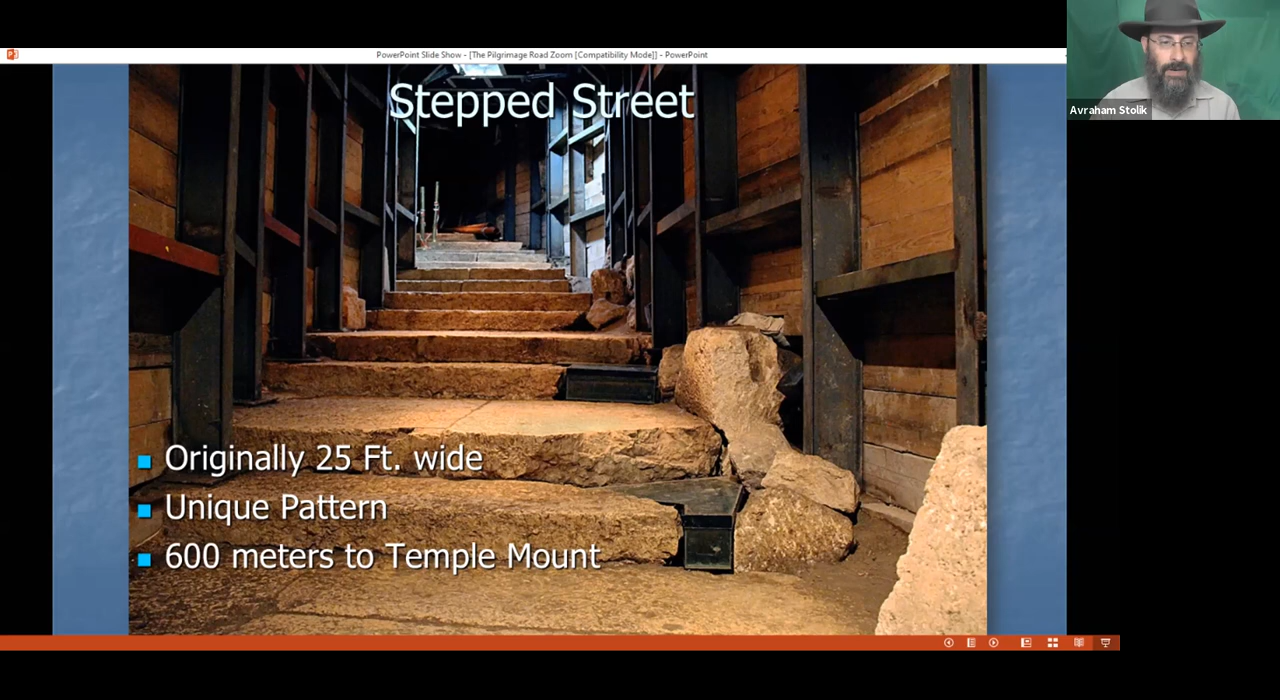 PowerPoint Slide Show - [The Pilgrimage Road Zoom [Compatibility Mode]] - PowerPoint
Avraham Stolik
Stepped Street
Originally 25 Ft. wide
Unique Pattern
600 meters to Temple Mount